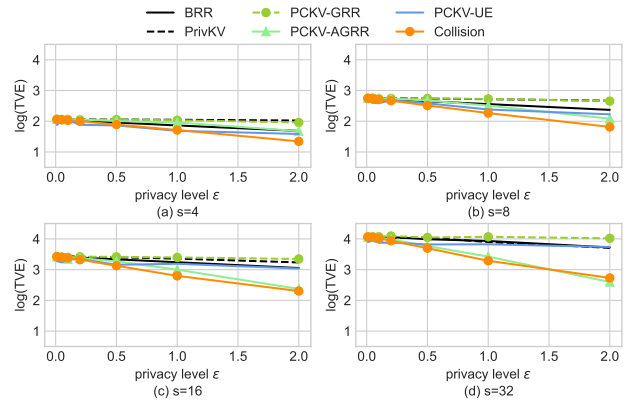 BRR PCKV-GRR PCKV-UE
PrivKV PCKV-AGRR Collision
4
3
2
1
log(TVE)
0.0 0.5 1.0 1.5 2.0
privacy level ε
(a) s=4
4
3
2
1
log(TVE)
0.0 0.5 1.0 1.5 2.0
privacy level ε
(b) s=8
4
3
2
1
log(TVE)
0.0 0.5 1.0 1.5 2.0
privacy level ε
(c) s=16
4
3
2
1
log(TVE)
0.0 0.5 1.0 1.5 2.0
privacy level ε
(d) s=32